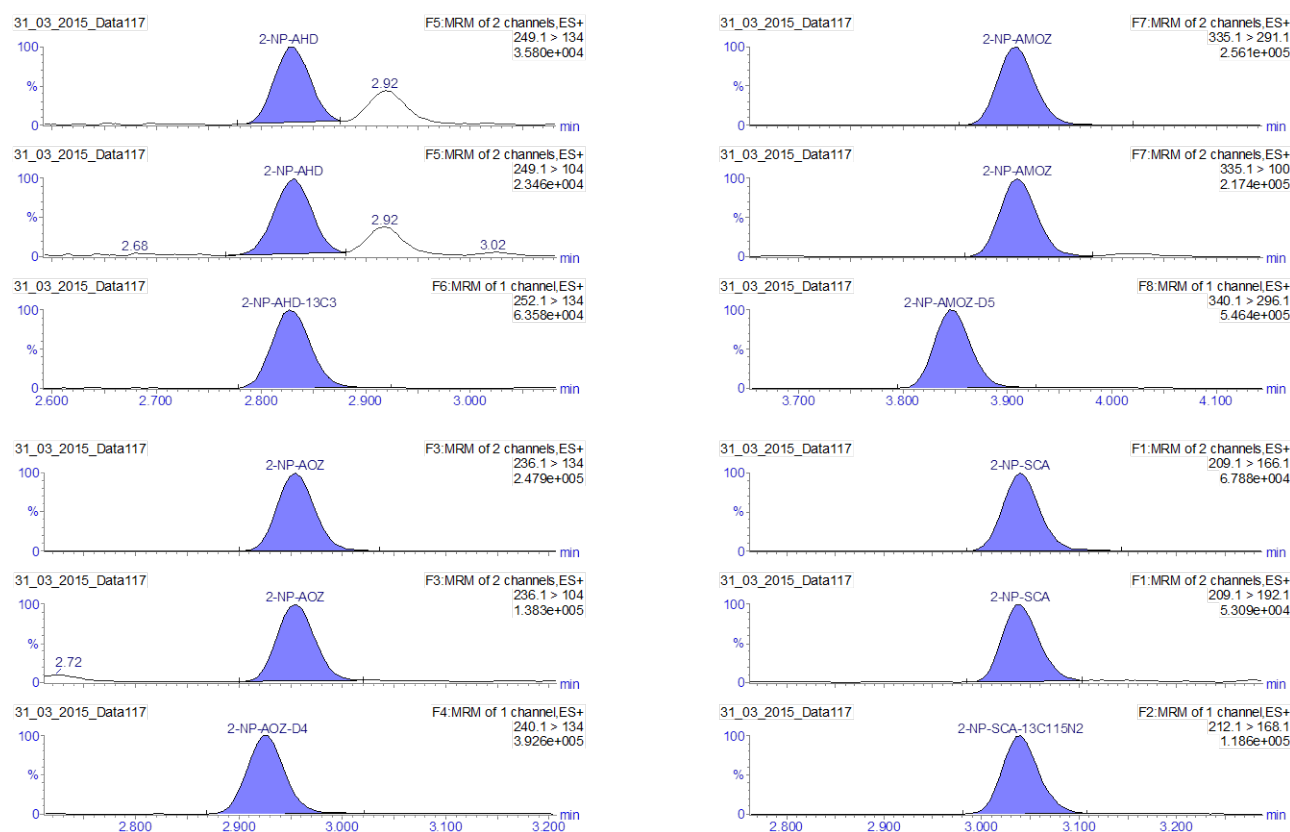 31_03_2015_Data117
F5:MRM of 2 channels,ES+
249.1 > 134
3.580e+004
2-NP-AHD
100
%
0
2.92
min
31_03_2015_Data117
F5:MRM of 2 channels,ES+
249.1 > 104
2.346e+004
2-NP-AHD
100
%
0
2.68
2.92
3.02
min
31_03_2015_Data117
F6:MRM of 1 channel,ES+
252.1 > 134
6.358e+004
2-NP-AHD-13C3
100
%
0
min
2.600 2.700 2.800 2.900 3.000
31_03_2015_Data117
F7:MRM of 2 channels,ES+
335.1 > 291.1
2.561e+005
2-NP-AMOZ
100
%
0
min
31_03_2015_Data117
F7:MRM of 2 channels,ES+
335.1 > 100
2.174e+005
2-NP-AMOZ
100
%
0
min
31_03_2015_Data117
F8:MRM of 1 channel,ES+
340.1 > 296.1
5.464e+005
2-NP-AMOZ-D5
100
%
0
min
3.700 3.800 3.900 4.000 4.100
31_03_2015_Data117
F3:MRM of 2 channels,ES+
236.1 > 134
2.479e+005
2-NP-AOZ
100
%
0
min
31_03_2015_Data117
F3:MRM of 2 channels,ES+
236.1 > 104
1.383e+005
2-NP-AOZ
100
%
0
2.72
min
31_03_2015_Data117
F4:MRM of 1 channel,ES+
240.1 > 134
3.926e+005
2-NP-AOZ-D4
100
%
0
min
2.800 2.900 3.000 3.100 3.200
31_03_2015_Data117
F1:MRM of 2 channels,ES+
209.1 > 166.1
6.788e+004
2-NP-SCA
100
%
0
min
31_03_2015_Data117
F1:MRM of 2 channels,ES+
209.1 > 192.1
5.309e+004
2-NP-SCA
100
%
0
min
31_03_2015_Data117
F2:MRM of 1 channel,ES+
212.1 > 168.1
1.186e+005
2-NP-SCA-13C115N2
100
%
0
min
2.800 2.900 3.000 3.100 3.200